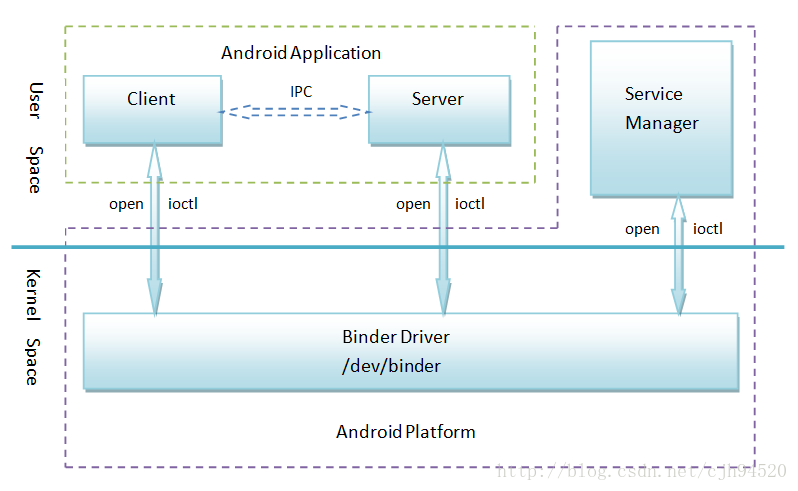 Android Application
Client
IPC
Server
Service
Manager
User Space
open
ioctl
open
ioctl
open
ioctl
Kernel Space
Binder Driver
/dev/binder
Android Platform
http://blog.csdn.net/cjh94520